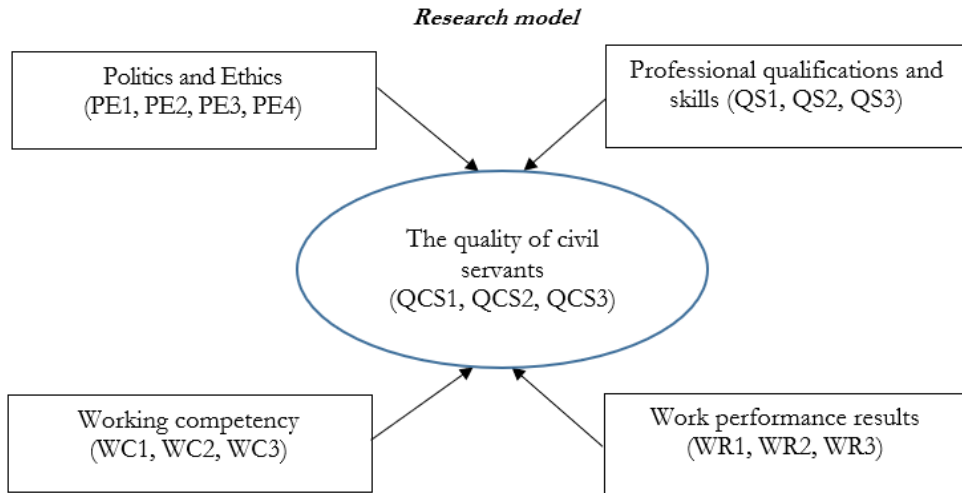 Research model
Politics and Ethics
(PE1, PE2, PE3, PE4)
Professional qualifications and
skills (QS1, QS2, QS3)
The quality of civil
servants
(QCS1, QCS2, QCS3)
Working competency
(WC1, WC2, WC3)
Work performance results
(WR1, WR2, WR3)